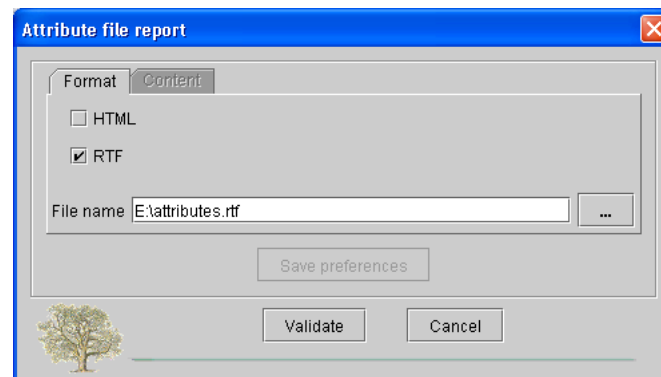 Attribute file report
Format Content
HTML
RTF
File name E:\attributes.rtf ...
Save preferences
Validate Cancel